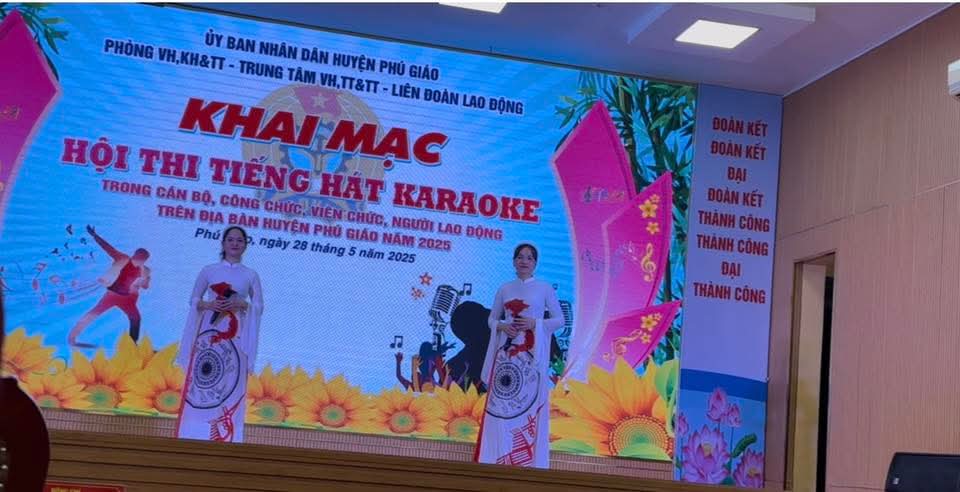 ỦY BAN NHÂN DÂN HUYỆN PHÚ GIÁO
PHÒNG VH,KH&TT - TRUNG TÂM VH,TT&TT - LIÊN ĐOÀN LAO ĐỘNG
KHAI MẠC
HỘI THI TIẾNG HÁT KARAOKE
TRONG CÁN BỘ, CÔNG CHỨC, VIÊN CHỨC, NGƯỜI LAO ĐỘNG
TRÊN ĐỊA BÀN HUYỆN PHÚ GIÁO NĂM 2025
Phú, ngày 28 tháng 5 năm 2025
ĐOÀN KẾT
ĐOÀN KẾT
ĐẠI
ĐOÀN KẾT
THÀNH CÔNG
THÀNH CÔNG
ĐẠI
THÀNH CÔNG